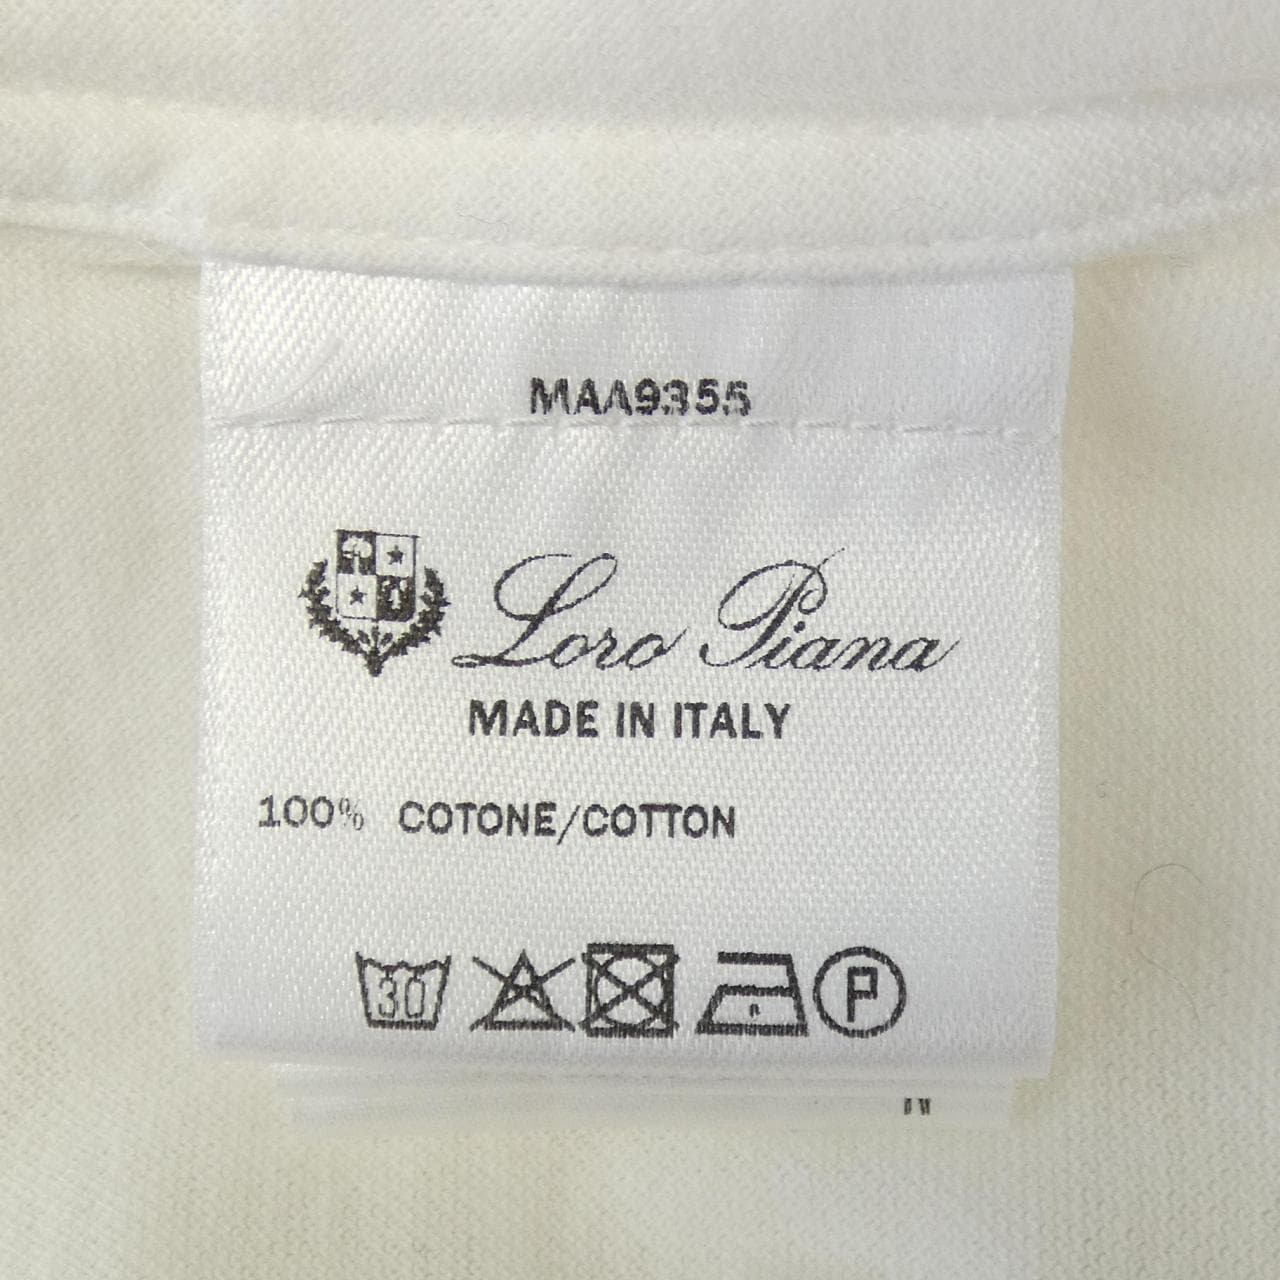 MAA9355
Loro Piana
MADE IN ITALY
100% COTONE/COTTON
30 P